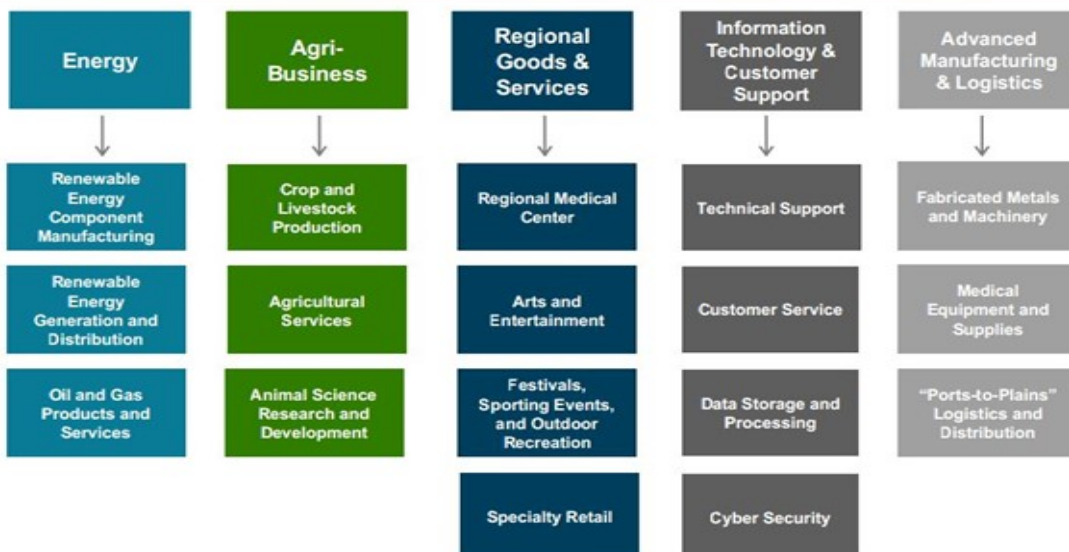 Energy
Agri-
Business
Regional
Goods &
Services
Information
Technology &
Customer
Support
Advanced
Manufacturing
& Logistics
Renewable
Energy
Component
Manufacturing
Crop and
Livestock
Production
Regional Medical
Center
Technical Support
Fabricated Metals
and Machinery
Renewable
Energy
Generation and
Distribution
Agricultural
Services
Arts and
Entertainment
Customer Service
Medical
Equipment and
Supplies
Oil and Gas
Products and
Services
Animal Science
Research and
Development
Festivals,
Sporting Events,
and Outdoor
Recreation
Data Storage and
Processing
“Ports-to-Plains”
Logistics and
Distribution
Specialty Retail
Cyber Security